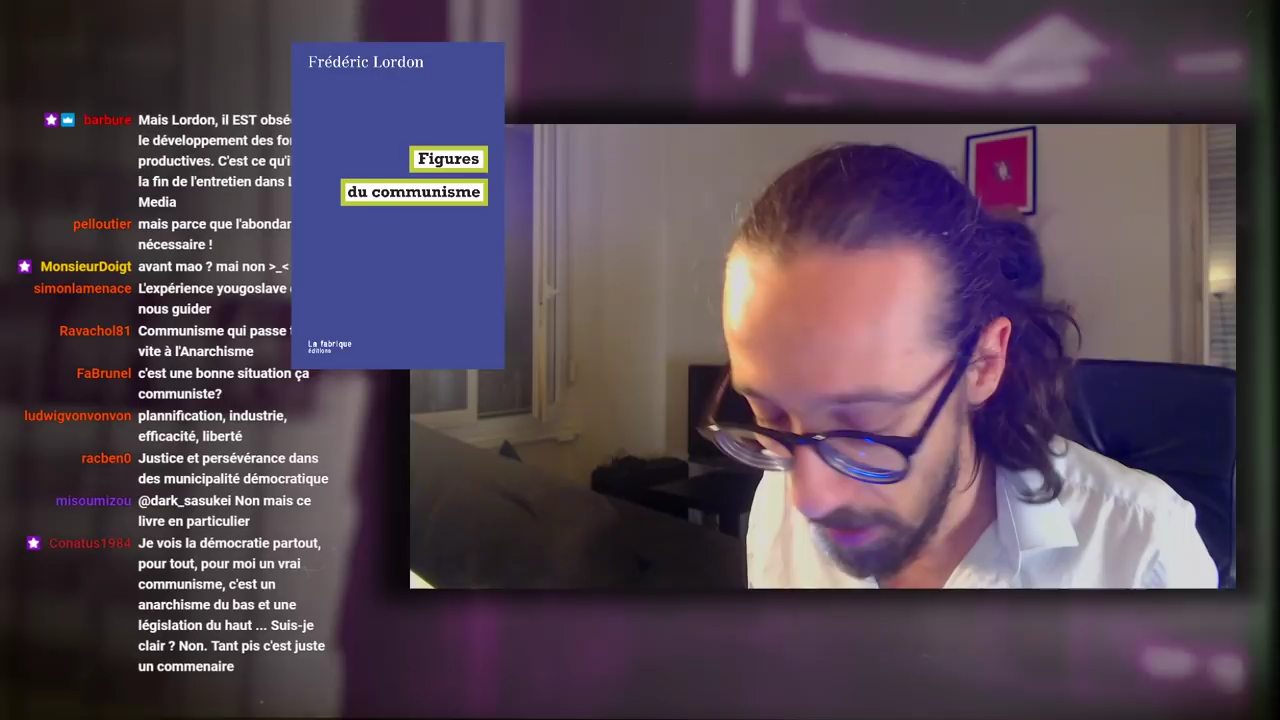 Frédéric Lordon
Figures
du communisme
La fabrique
éditions
barbure Mais Lordon, il EST
le développement des
productives. C'est ce
la fin de l'entretien dans
Media
pelloutier mais parce que
nécessaire !
MonsieurDoigt avant mao ? mai non >_<
simonlamenace L'expérience yougoslave
nous guider
Ravachol81 Communisme qui passe
vite à l'Anarchisme
FaBrunel c'est une bonne situation ça
communiste?
ludwigvonvonvon plannification, industrie,
efficacité, liberté
racben0 Justice et persévérance dans
des municipalité démocratique
misoumizou @dark_sasukei Non mais ce
livre en particulier
Conatus1984 Je vois la démocratie partout,
pour tout, pour moi un vrai
communisme, c'est un
anarchisme du bas et une
législation du haut ... Suis-je
clair ? Non. Tant pis c'est juste
un commenaire